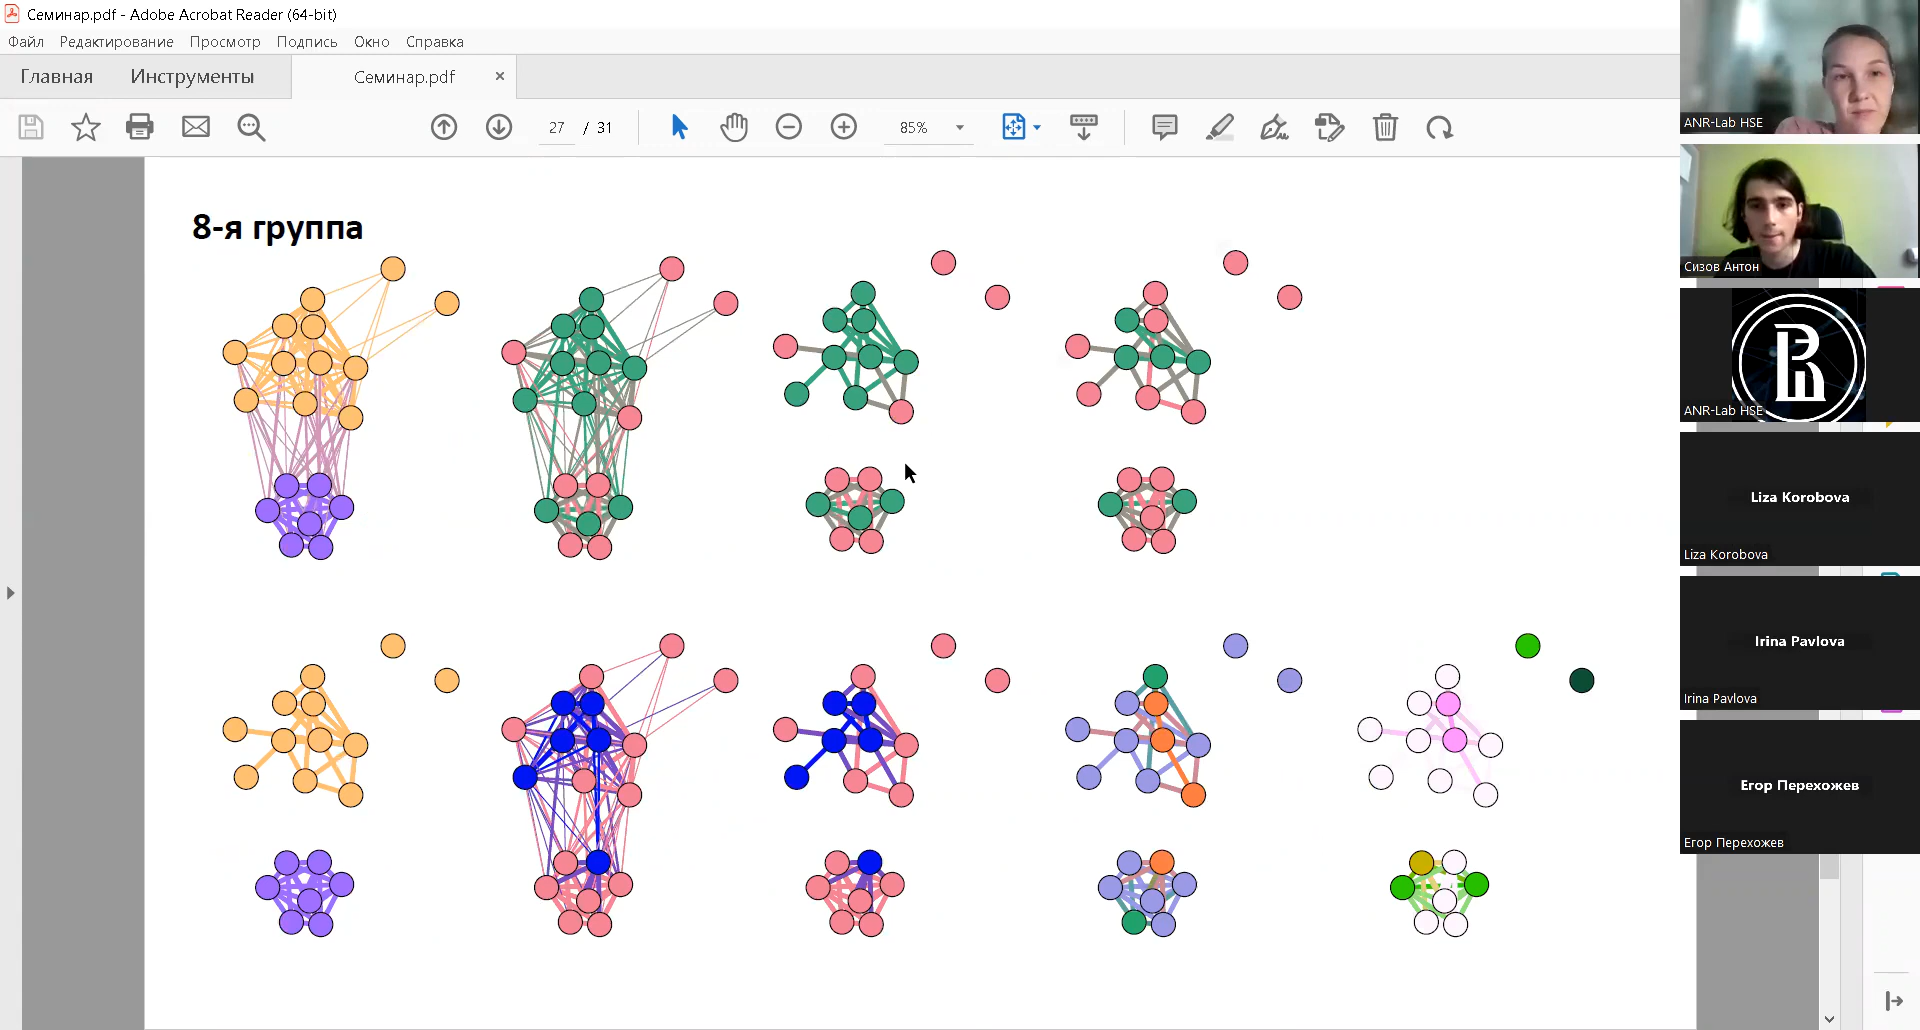 Семинар.pdf - Adobe Acrobat Reader (64-bit)
Файл Редактирование Просмотр Подпись Окно Справка
Главная Инструменты Семинар.pdf ×
27 / 31 85%
8-я группа
ANR-Lab HSE
Сизов Антон
ANR-Lab HSE
Liza Korobova
Liza Korobova
Irina Pavlova
Irina Pavlova
Егор Перехожев
Егор Перехожев